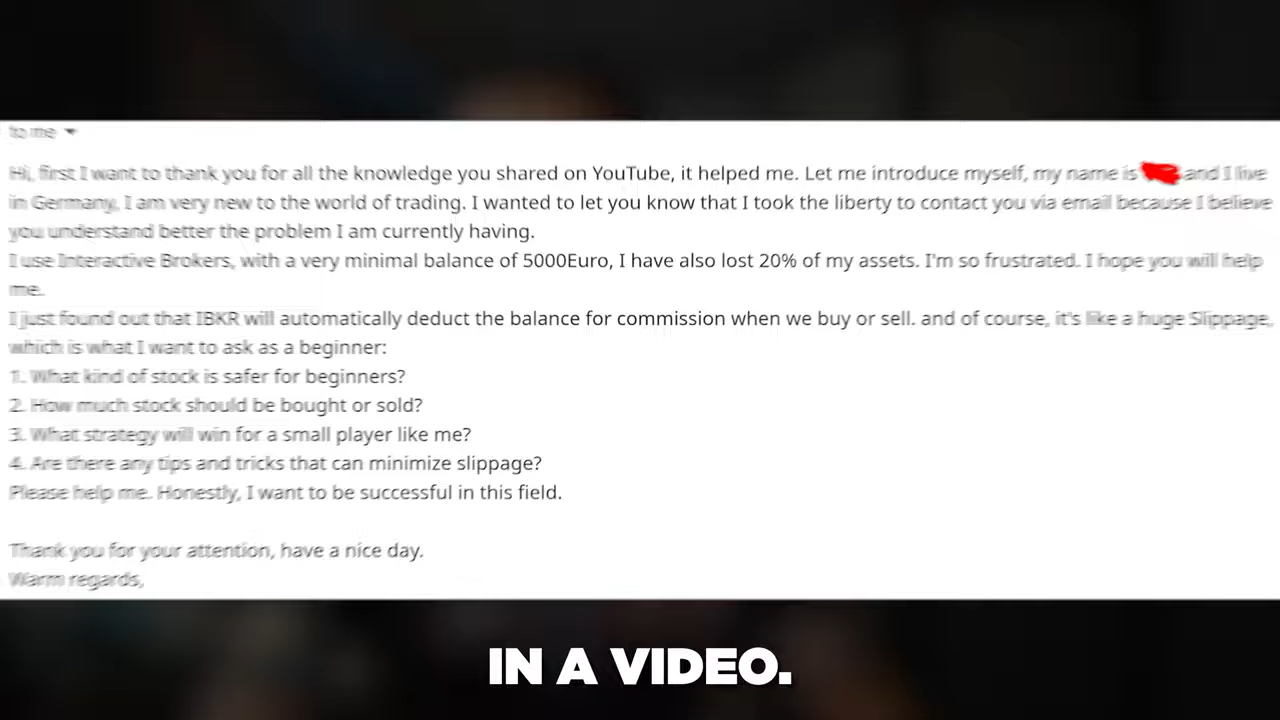 to me
Hi, first I want to thank you for all the knowledge you shared on YouTube, it helped me. Let me introduce myself, my name is and I live
in Germany, I am very new to the world of trading. I wanted to let you know that I took the liberty to contact you via email because I believe
you understand better the problem I am currently having.
I use Interactive Brokers, with a very minimal balance of 5000Euro, I have also lost 20% of my assets. I'm so frustrated. I hope you will help
me.
I just found out that IBKR will automatically deduct the balance for commission when we buy or sell. and of course, it's like a huge Slippage,
which is what I want to ask as a beginner:
1. What kind of stock is safer for beginners?
2. How much stock should be bought or sold?
3. What strategy will win for a small player like me?
4. Are there any tips and tricks that can minimize slippage?
Please help me. Honestly, I want to be successful in this field.
Thank you for your attention, have a nice day.
Warm regards,
IN A VIDEO.